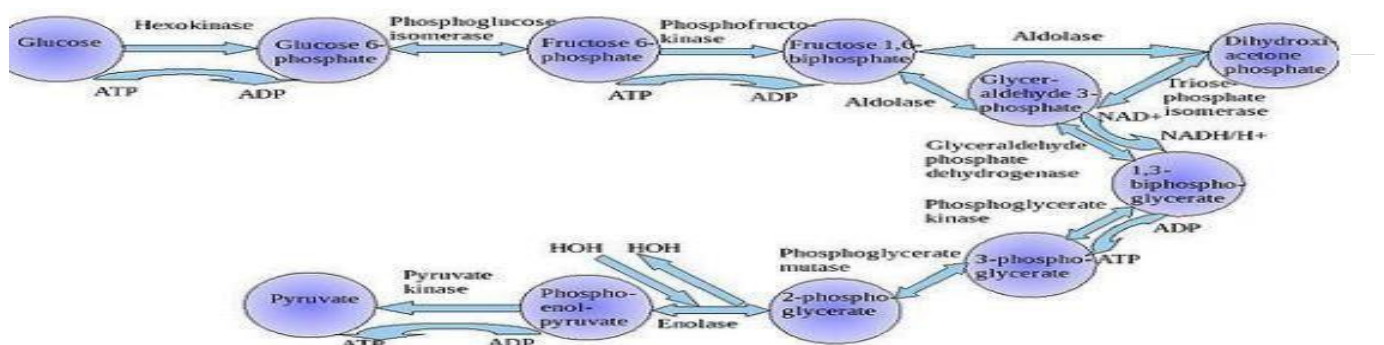 Glucose
Hexokinase
ATP
ADP
Glucose 6-
phosphate
Phosphoglucose
isomerase
Fructose 6-
phosphate
Phosphofructo-
kinase
ATP
ADP
Fructose 1,6-
biphosphate
Aldolase
Dihydroxi-
acetone
phosphate
Aldolase
Glycer-
aldehyde 3-
phosphate
Triose-
phosphate
isomerase
NAD+
NADH/H+
Glyceraldehyde
phosphate
dehydrogenase
1,3-
biphospho-
glycerate
Phosphoglycerate
kinase
ADP
ATP
3-phospho-
glycerate
Phosphoglycerate
mutase
2-phospho
glycerate
HOH HOH
Enolase
Phospho-
enol-
pyruvate
Pyruvate
kinase
ADP
ATP
Pyruvate